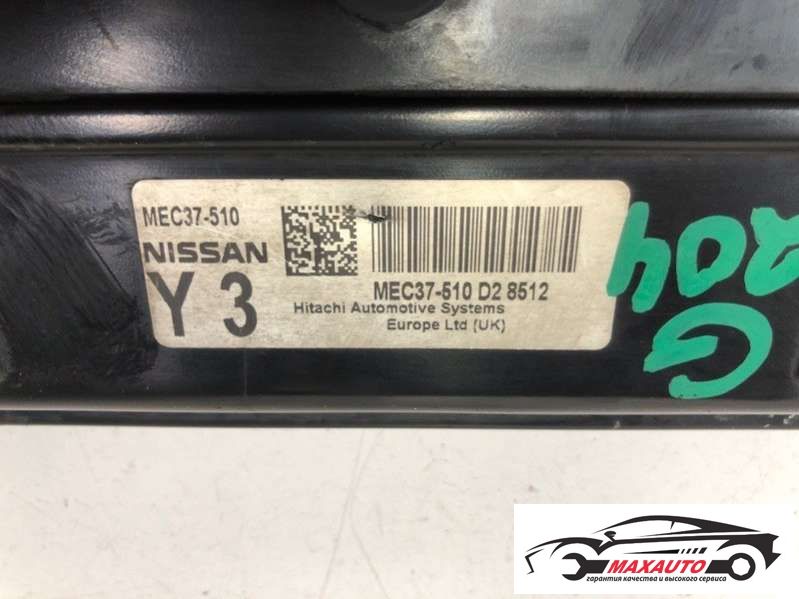 MEC37-510
NISSAN
Y 3
MEC37-510 D2 8512
Hitachi Automotive Systems
Europe Ltd (UK)
G
204
MAXAUTO
гарантия качества и высокого сервиса